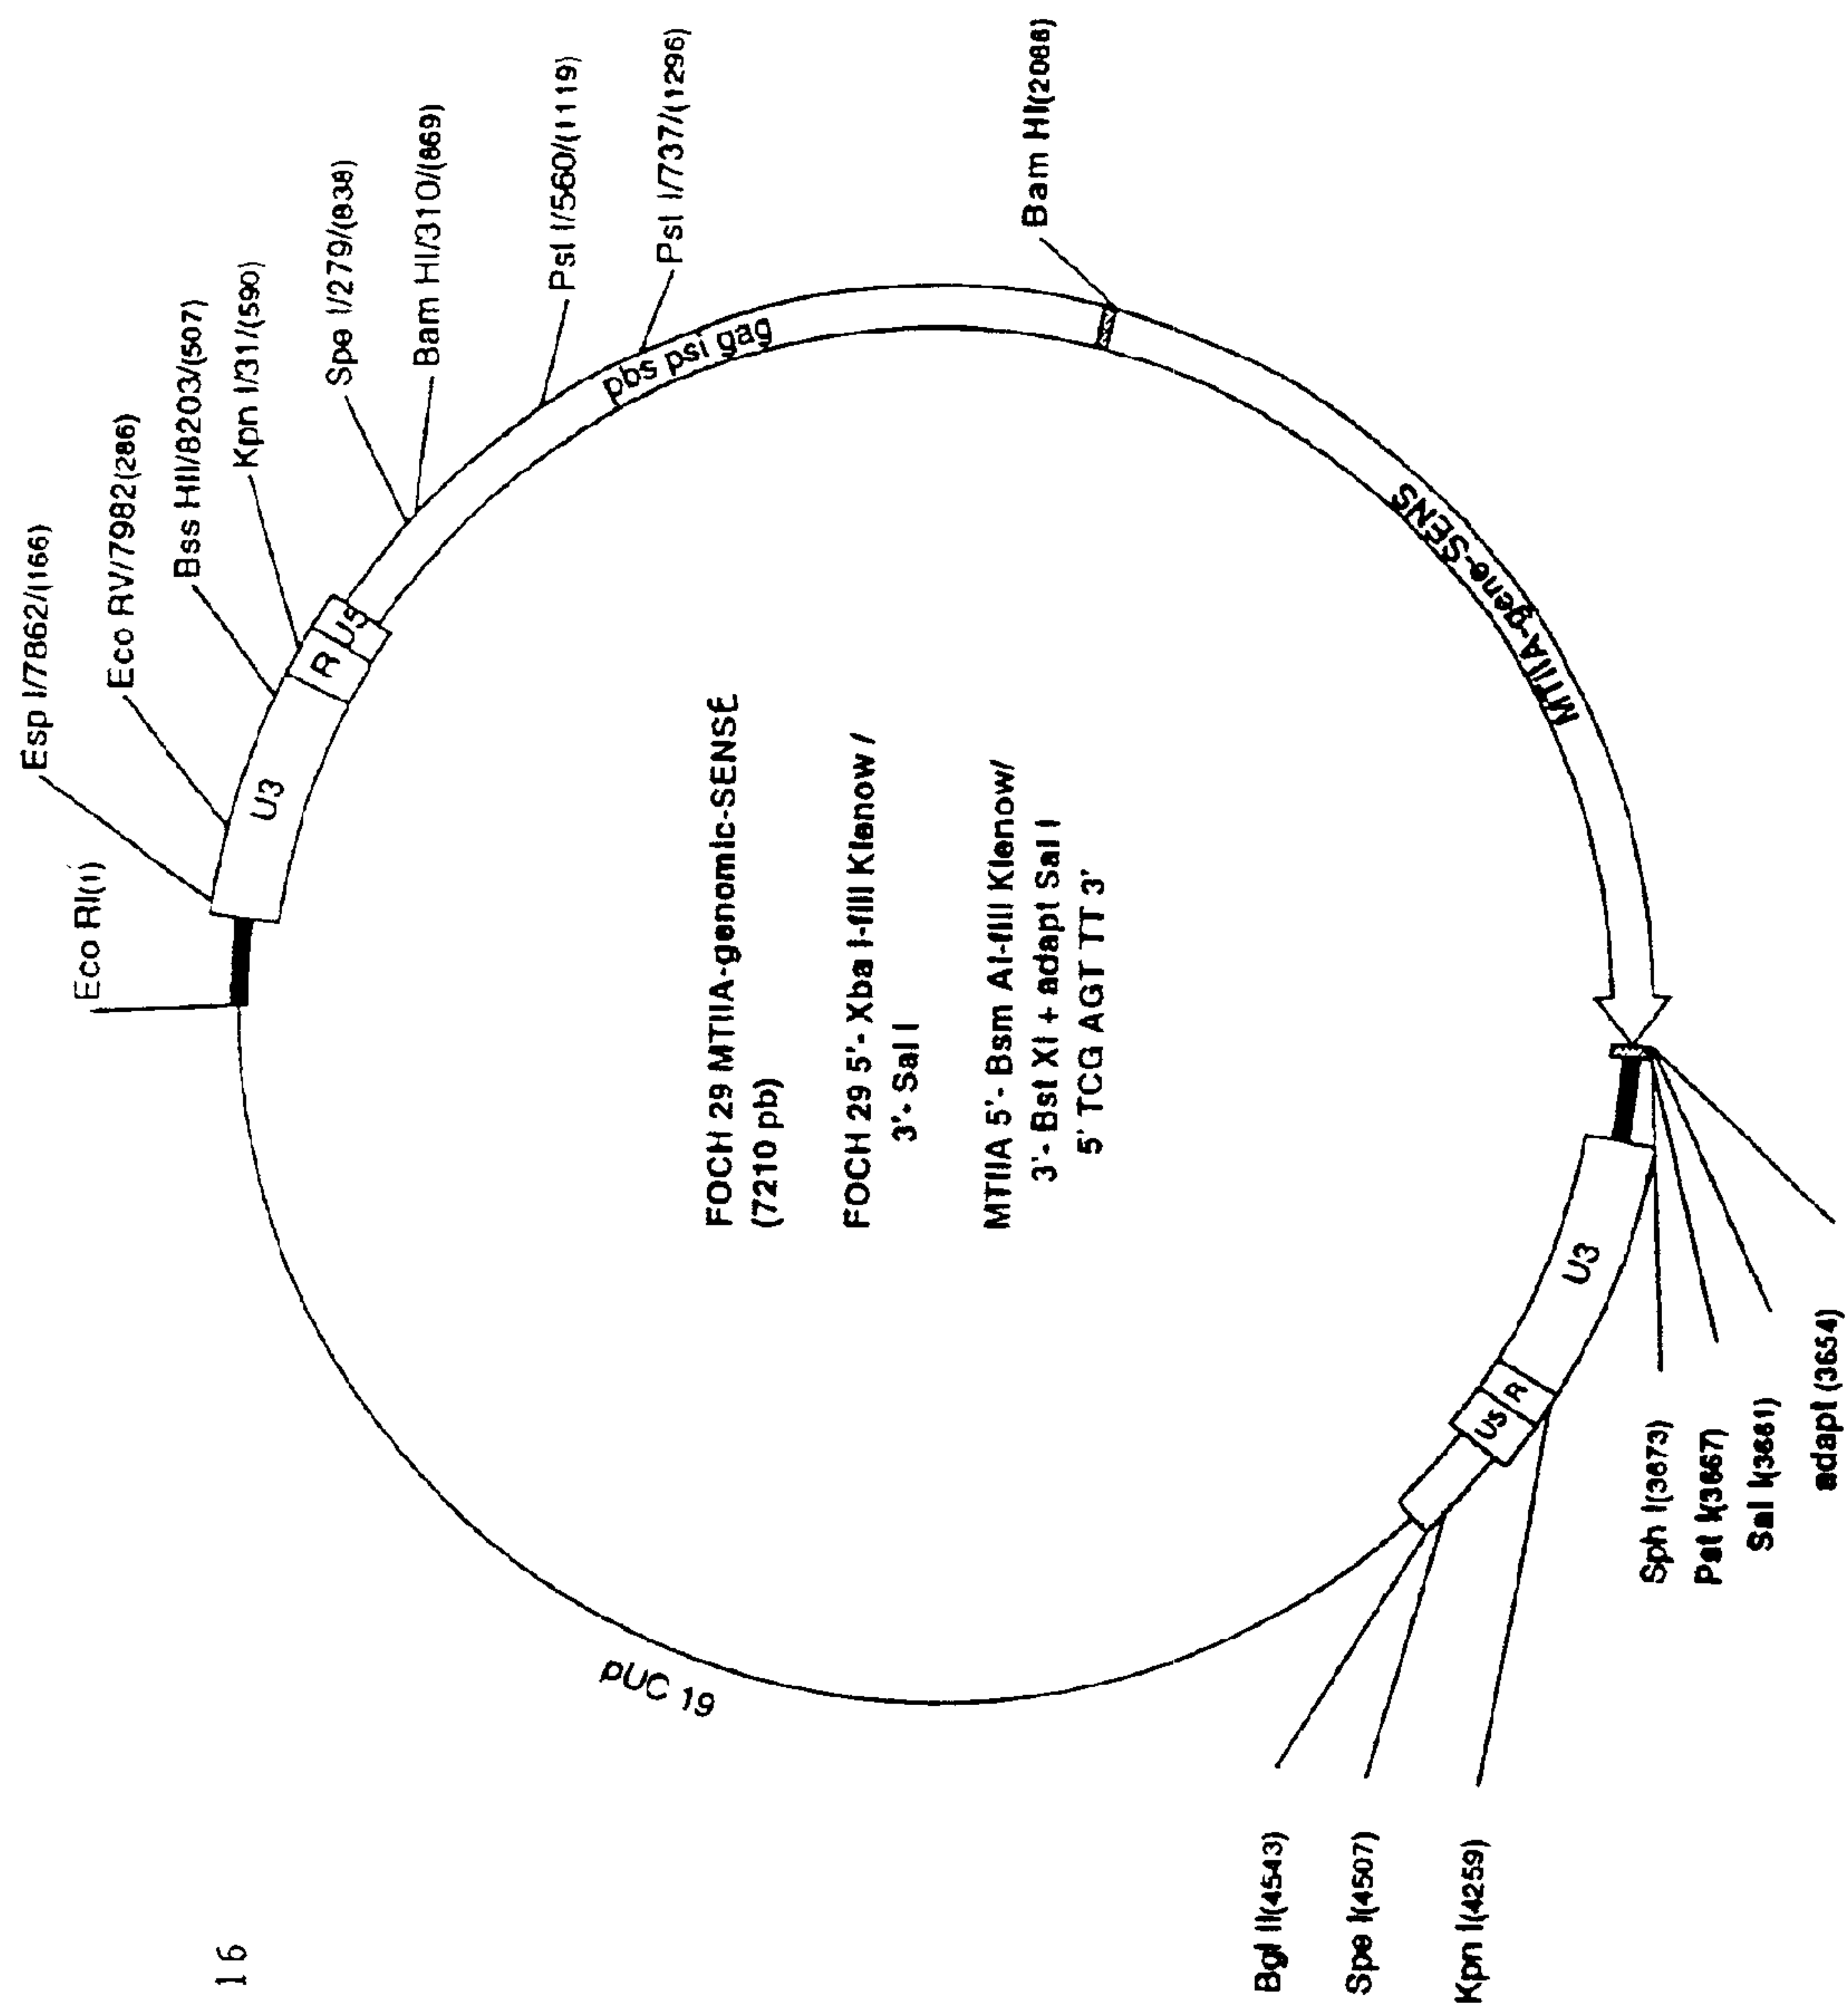 16
Eco RI(1)
Esp I/7862/(166)
Eco RV/7982(286)
Bss HII/8203/(507)
Kpn I/31/(590)
Spe I/279/(838)
Bam HI/310/(869)
Pst I/560/(1119)
Pst I/737/(1296)
Bam HI(2088)
U3
R
U5
pbs psi gag
MTIIA-gene-SENS
FOCH 29 MTIIA-genomic-SENSE
(7210 pb)
FOCH 29 5'- Xba I-fill Klenow /
3'- Sal I
MTIIA 5'- Bsm AI-fill Klenow/
3'- Bst XI + adapt Sal I
5' TCG AGT TT 3'
U3
R
U5
pUC 19
Bgl II(4543)
Spe I(4507)
Kpn I(4259)
Sph I(3673)
Pst I(3667)
Sal I(3661)
adapt (3654)